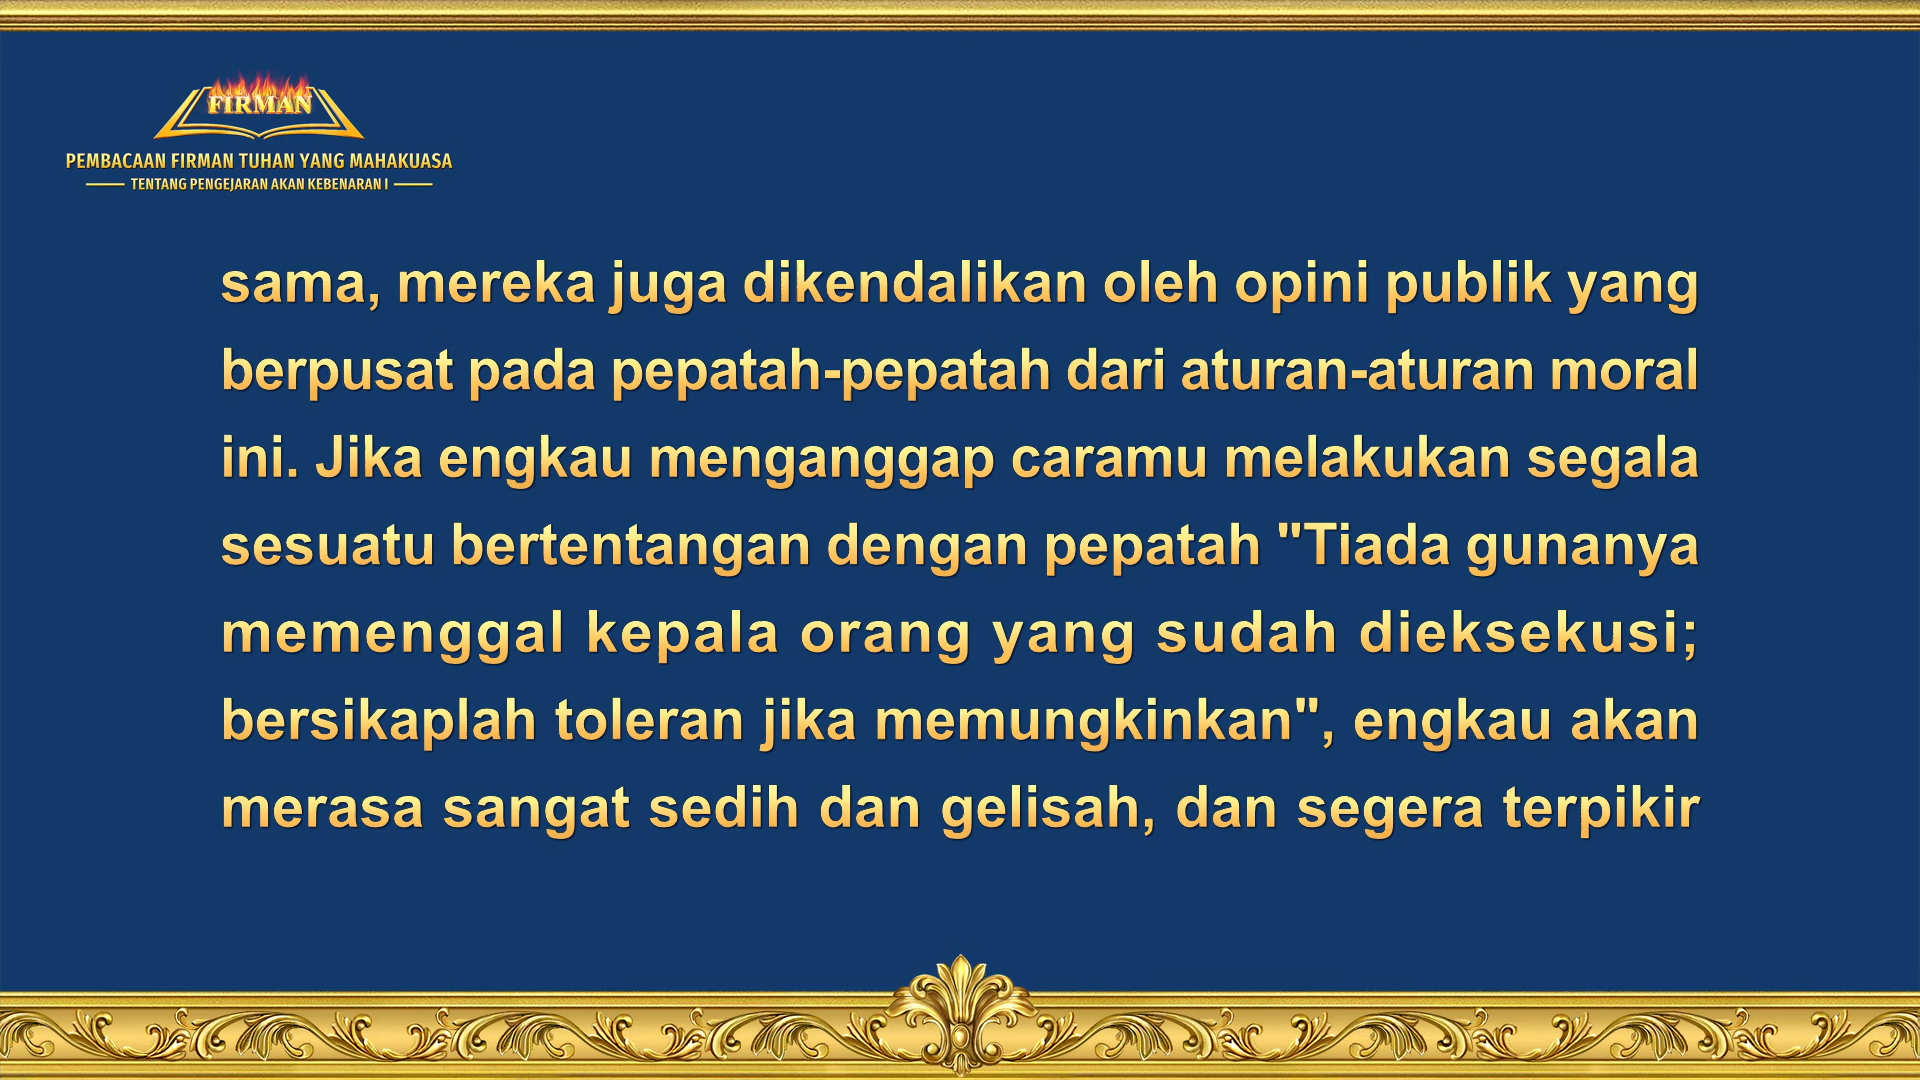 FIRMAN
PEMBACAAN FIRMAN TUHAN YANG MAHAKUASA
TENTANG PENGEJARAN AKAN KEBENARAN I
sama, mereka juga dikendalikan oleh opini publik yang
berpusat pada pepatah-pepatah dari aturan-aturan moral
ini. Jika engkau menganggap caramu melakukan segala
sesuatu bertentangan dengan pepatah "Tiada gunanya
memenggal kepala orang yang sudah dieksekusi;
bersikaplah toleran jika memungkinkan", engkau akan
merasa sangat sedih dan gelisah, dan segera terpikir